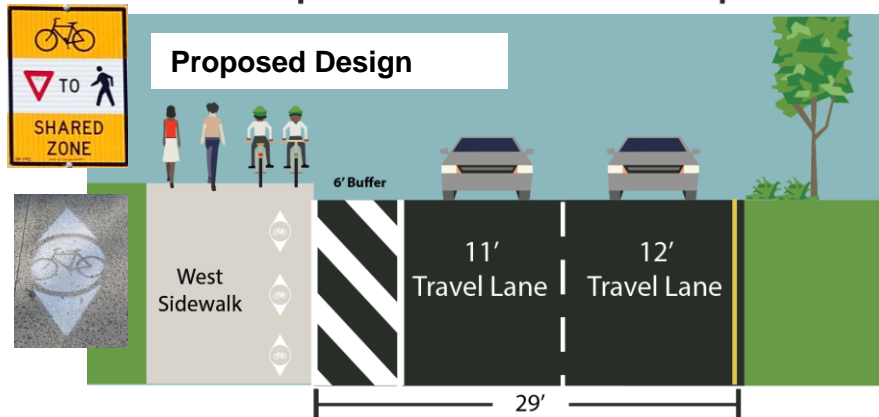 Proposed Design
TO
SHARED
ZONE
6' Buffer
West
Sidewalk
11'
Travel Lane
12'
Travel Lane
29'